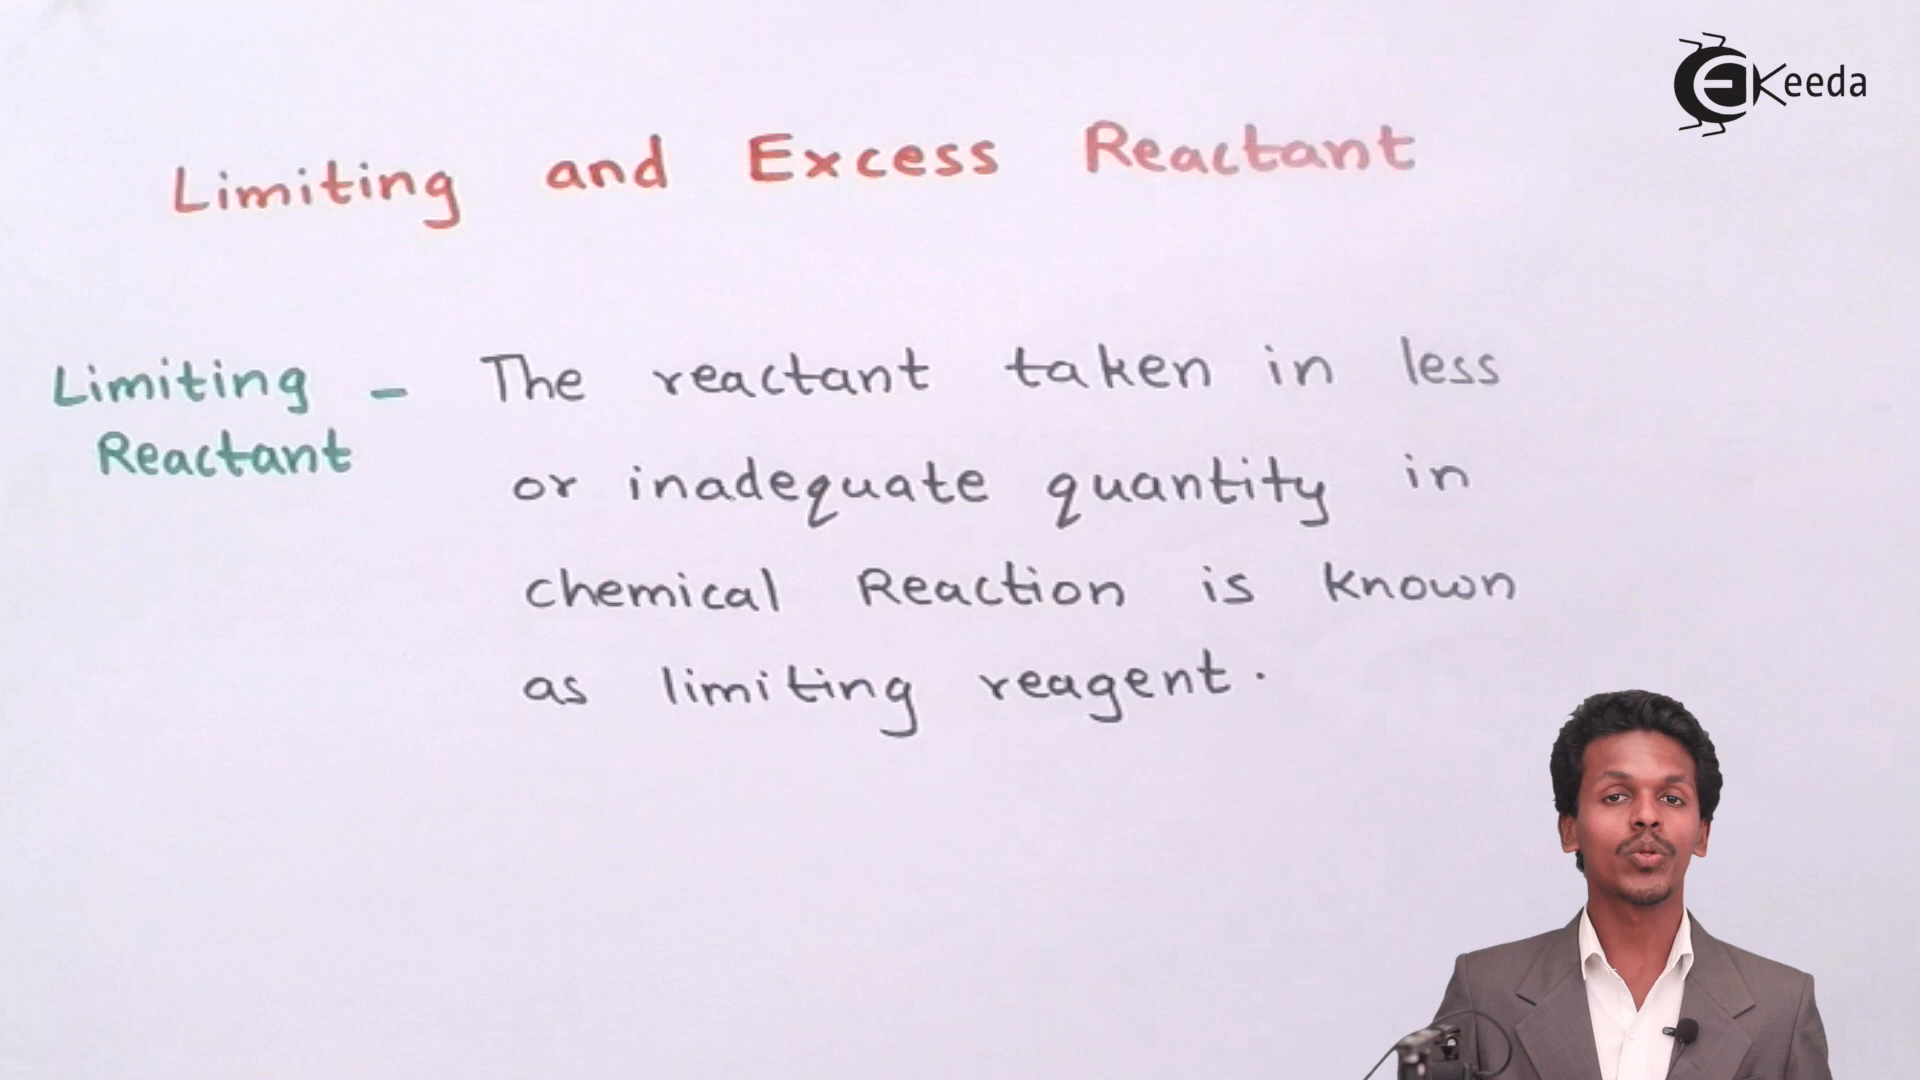 EKeeda
Limiting and Excess Reactant
Limiting - The reactant taken in less
Reactant
or inadequate quantity in
chemical Reaction is known
as limiting reagent.